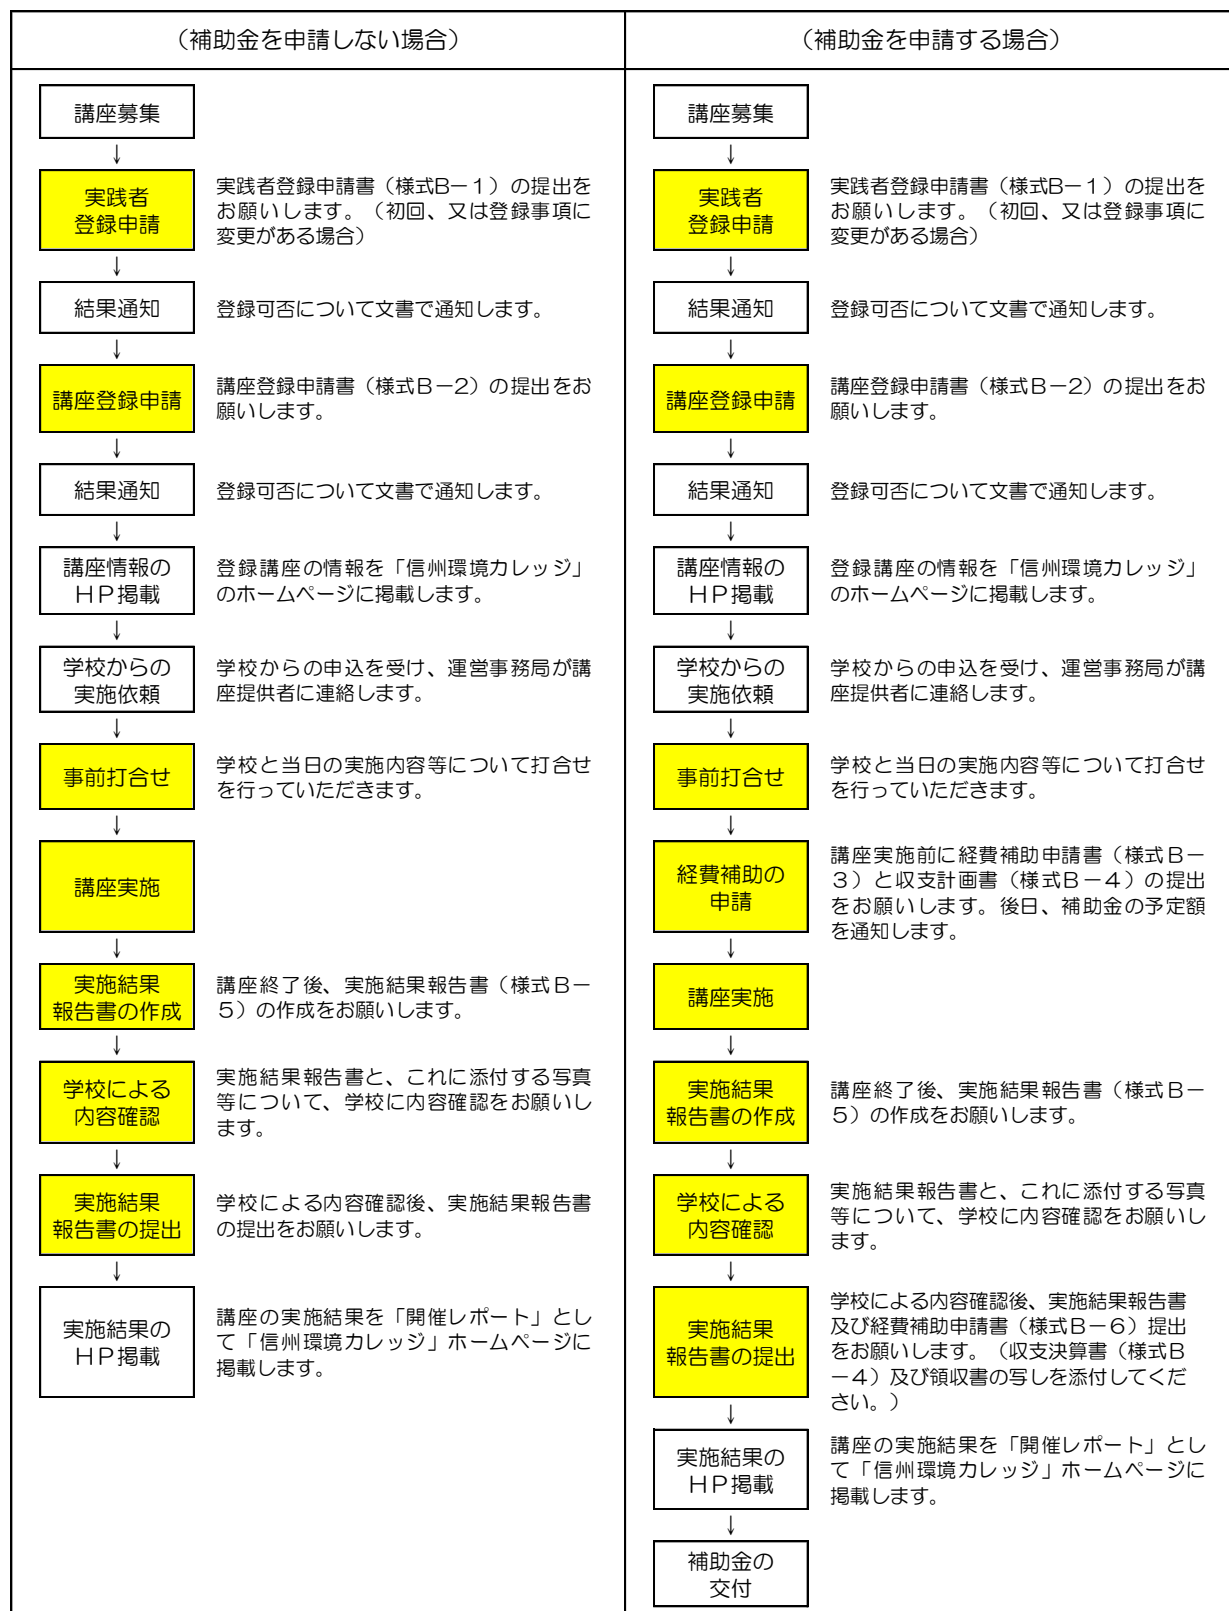 （補助金を申請しない場合）
講座募集
↓
実践者
登録申請
実践者登録申請書（様式Ｂ－１）の提出を
お願いします。（初回、又は登録事項に
変更がある場合）
↓
結果通知
登録可否について文書で通知します。
↓
講座登録申請
講座登録申請書（様式Ｂ－２）の提出をお
願いします。
↓
結果通知
登録可否について文書で通知します。
↓
講座情報の
ＨＰ掲載
登録講座の情報を「信州環境カレッジ」
のホームページに掲載します。
↓
学校からの
実施依頼
学校からの申込を受け、運営事務局が講
座提供者に連絡します。
↓
事前打合せ
学校と当日の実施内容等について打合せ
を行っていただきます。
↓
講座実施
↓
実施結果
報告書の作成
講座終了後、実施結果報告書（様式Ｂ－
５）の作成をお願いします。
↓
学校による
内容確認
実施結果報告書と、これに添付する写真
等について、学校に内容確認をお願いし
ます。
↓
実施結果
報告書の提出
学校による内容確認後、実施結果報告書
の提出をお願いします。
↓
実施結果の
ＨＰ掲載
講座の実施結果を「開催レポート」とし
て「信州環境カレッジ」ホームページに
掲載します。
（補助金を申請する場合）
講座募集
↓
実践者
登録申請
実践者登録申請書（様式Ｂ－１）の提出を
お願いします。（初回、又は登録事項に
変更がある場合）
↓
結果通知
登録可否について文書で通知します。
↓
講座登録申請
講座登録申請書（様式Ｂ－２）の提出をお
願いします。
↓
結果通知
登録可否について文書で通知します。
↓
講座情報の
ＨＰ掲載
登録講座の情報を「信州環境カレッジ」
のホームページに掲載します。
↓
学校からの
実施依頼
学校からの申込を受け、運営事務局が講
座提供者に連絡します。
↓
事前打合せ
学校と当日の実施内容等について打合せ
を行っていただきます。
↓
経費補助の
申請
講座実施前に経費補助申請書（様式Ｂ－
３）と収支計画書（様式Ｂ－４）の提出
をお願いします。後日、補助金の予定額
を通知します。
↓
講座実施
↓
実施結果
報告書の作成
講座終了後、実施結果報告書（様式Ｂ－
５）の作成をお願いします。
↓
学校による
内容確認
実施結果報告書と、これに添付する写真
等について、学校に内容確認をお願いし
ます。
↓
実施結果
報告書の提出
学校による内容確認後、実施結果報告書
及び経費補助申請書（様式Ｂ－６）提出
をお願いします。（収支決算書（様式Ｂ
－４）及び領収書の写しを添付してくだ
さい。）
↓
実施結果の
ＨＰ掲載
講座の実施結果を「開催レポート」とし
て「信州環境カレッジ」ホームページに
掲載します。
↓
補助金の
交付